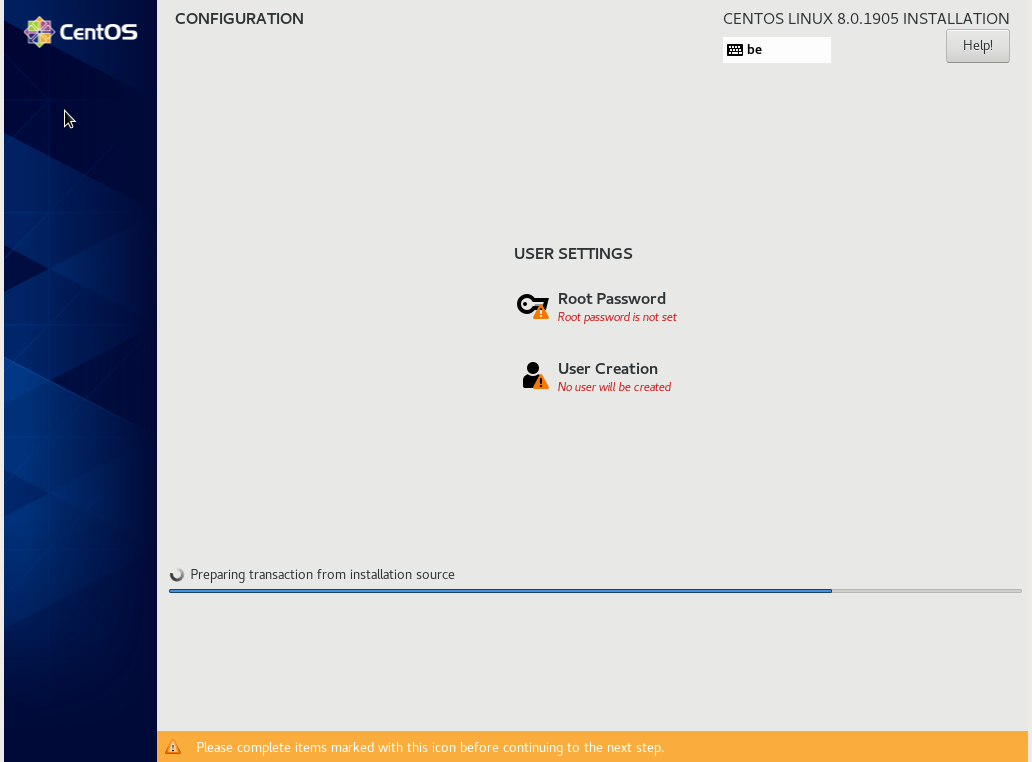 CentOS
CONFIGURATION
CENTOS LINUX 8.0.1905 INSTALLATION
be
Help!
USER SETTINGS
Root Password
Root password is not set
User Creation
No user will be created
Preparing transaction from installation source
Please complete items marked with this icon before continuing to the next step.